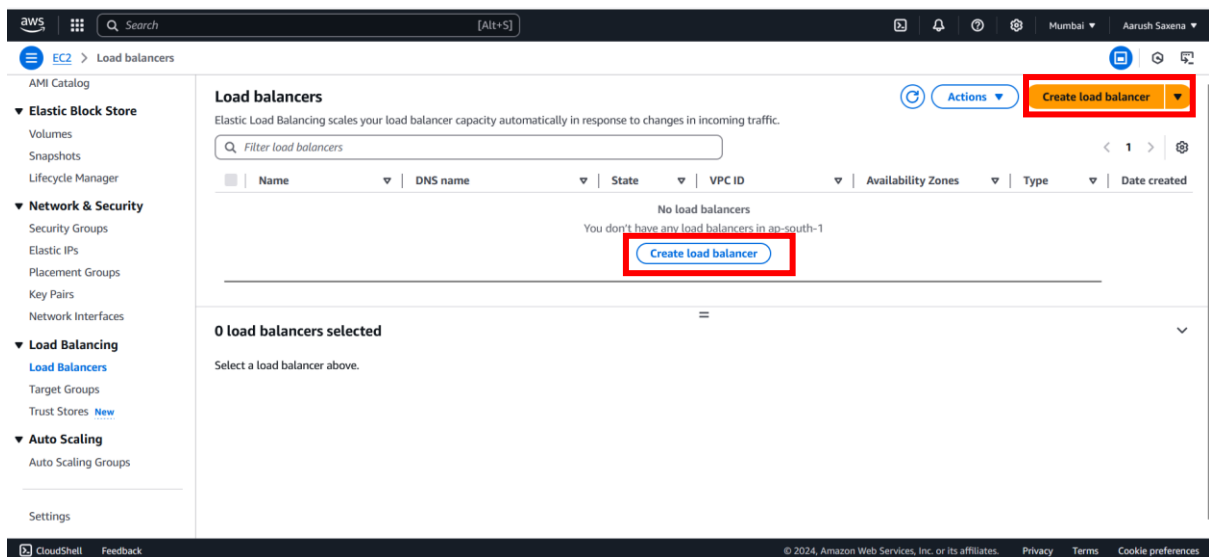 aws
Search [Alt+S] Mumbai Aarush Saxena
EC2 > Load balancers
AMI Catalog
Elastic Block Store
Volumes
Snapshots
Lifecycle Manager
Network & Security
Security Groups
Elastic IPs
Placement Groups
Key Pairs
Network Interfaces
Load Balancing
Load Balancers
Target Groups
Trust Stores New
Auto Scaling
Auto Scaling Groups
Settings
Load balancers
Actions
Create load balancer
Elastic Load Balancing scales your load balancer capacity automatically in response to changes in incoming traffic.
Filter load balancers
1
Name DNS name State VPC ID Availability Zones Type Date created
No load balancers
You don't have any load balancers in ap-south-1
Create load balancer
0 load balancers selected
Select a load balancer above.
CloudShell Feedback © 2024, Amazon Web Services, Inc. or its affiliates. Privacy Terms Cookie preferences